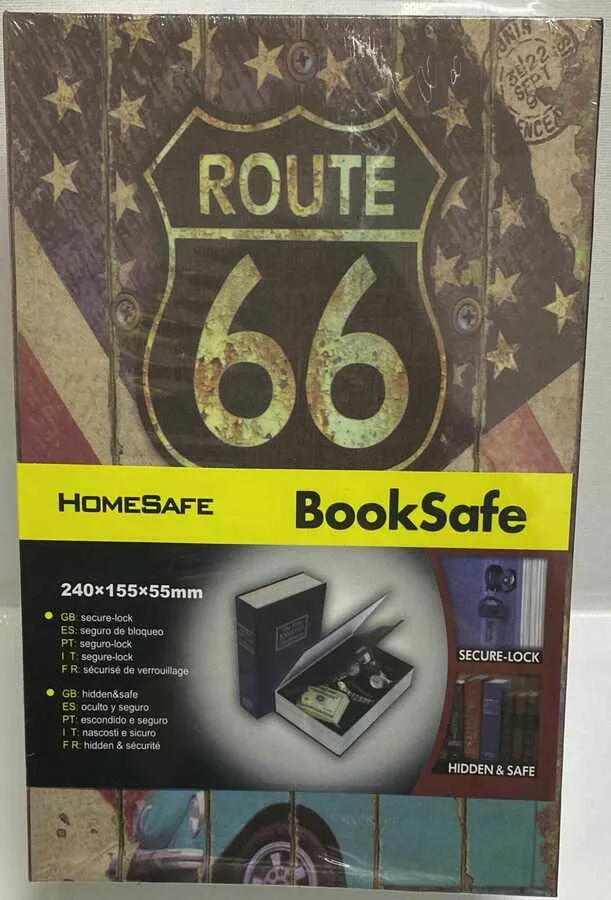 ROUTE
66
HOMESAFE
BookSafe
240×155×55mm
GB: secure-lock
ES: seguro de bloqueo
PT: seguro-lock
I T: segure-lock
F R: sécurisé de verrouillage
GB: hidden&safe
ES: oculto y seguro
PT: escondido e seguro
I T: nascosti e sicuro
F R: hidden & sécurité
SECURE-LOCK
HIDDEN & SAFE